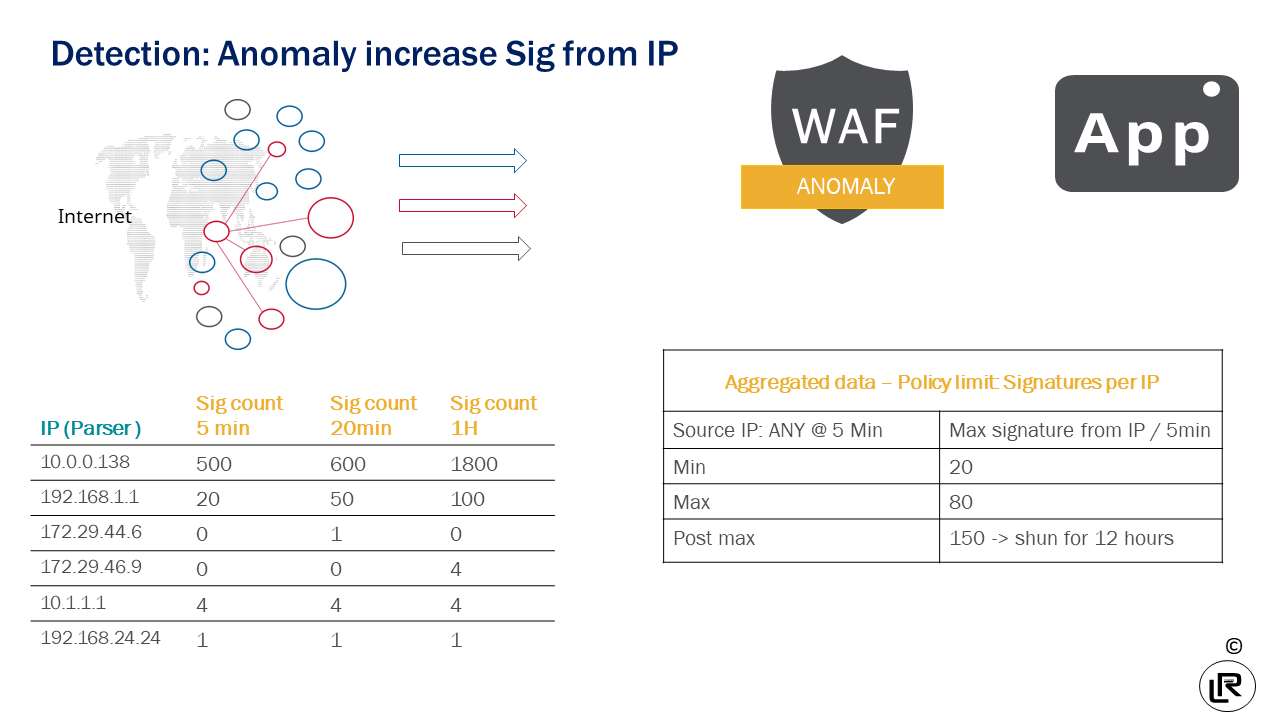 Detection: Anomaly increase Sig from IP
WAF
ANOMALY
App
Internet
IP (Parser ) Sig count 5 min Sig count 20min Sig count 1H
10.0.0.138 500 600 1800
192.168.1.1 20 50 100
172.29.44.6 0 1 0
172.29.46.9 0 0 4
10.1.1.1 4 4 4
192.168.24.24 1 1 1
Aggregated data – Policy limit: Signatures per IP
Source IP: ANY @ 5 Min Max signature from IP / 5min
Min 20
Max 80
Post max 150 -> shun for 12 hours
©
LR